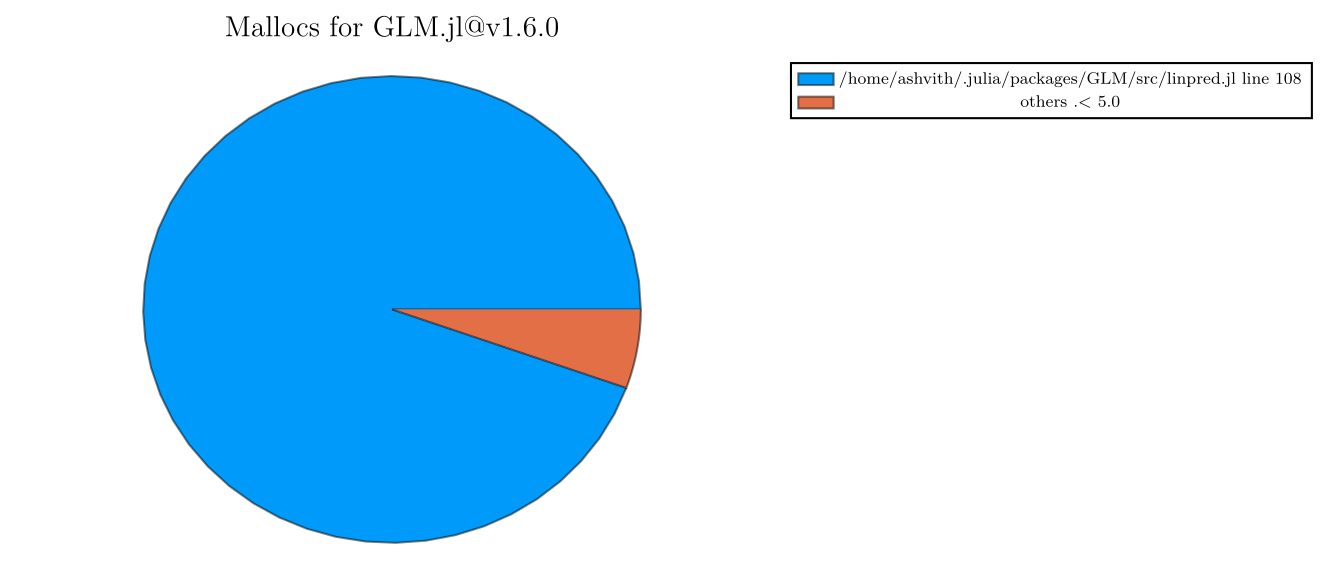 Mallocs for GLM.jl@v1.6.0
/home/ashvith/.julia/packages/GLM/src/linpred.jl line 108
others .< 5.0